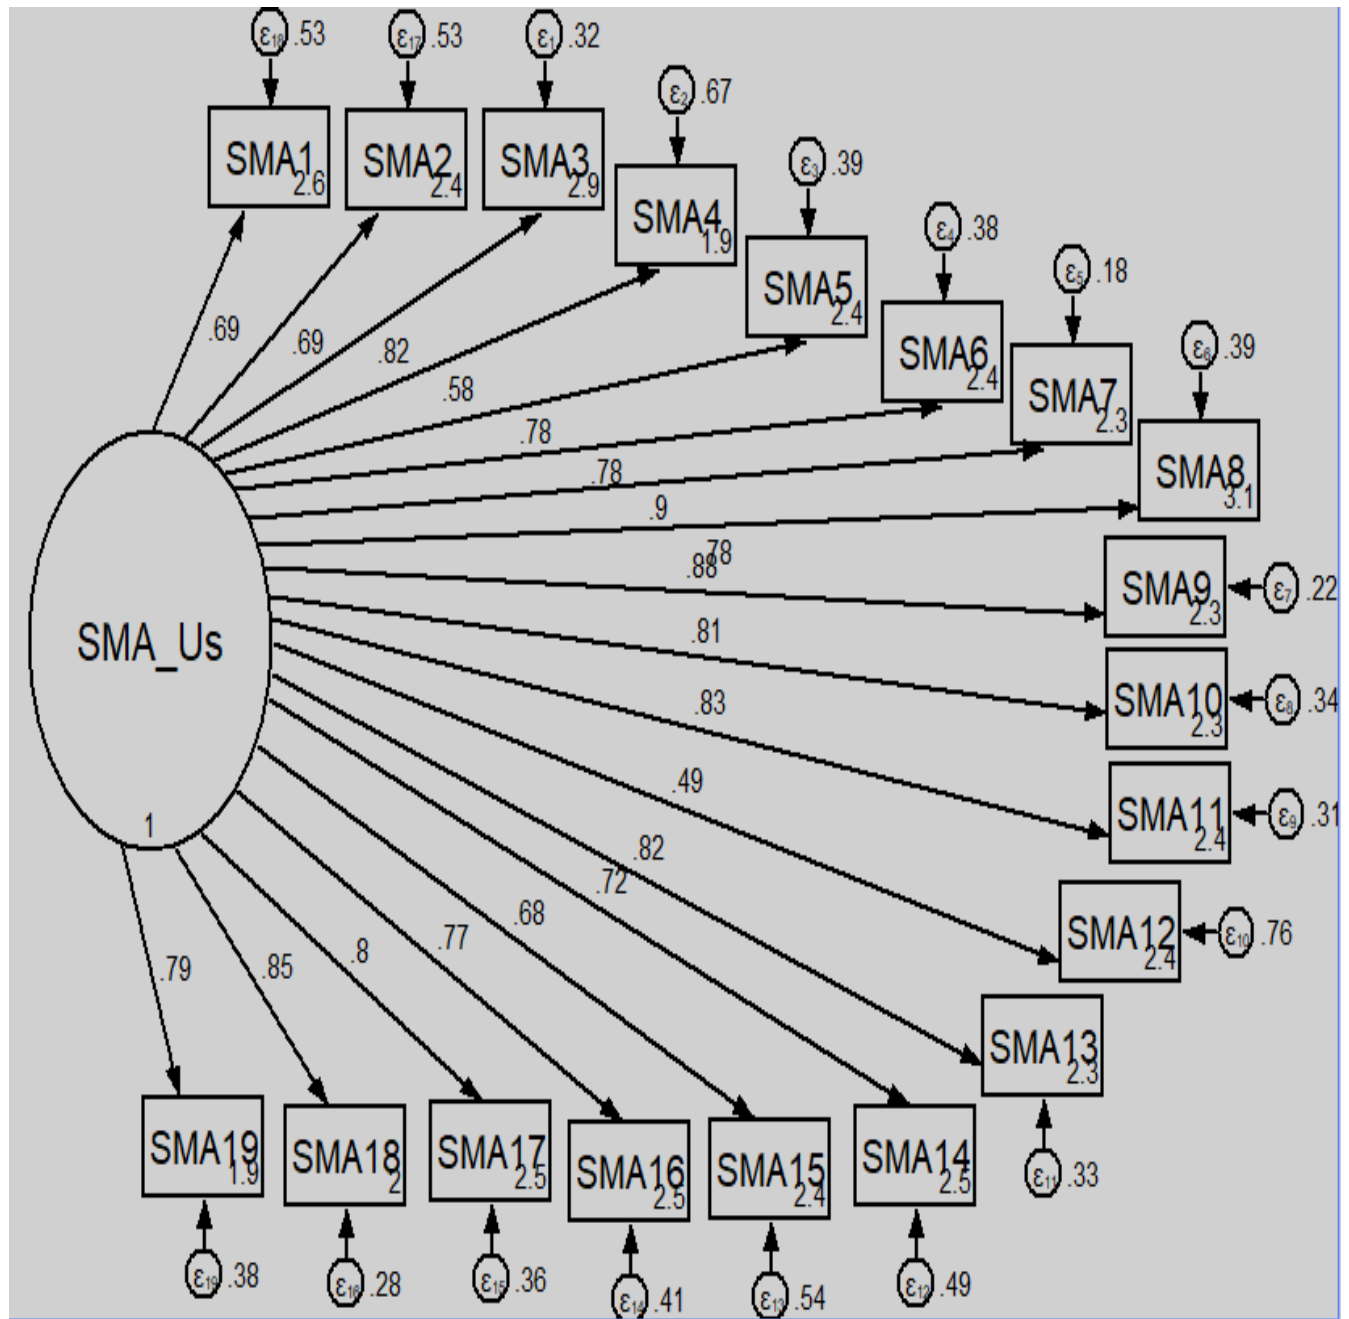 ε18 .53
ε17 .53
ε1 .32
ε2 .67
SMA1 2.6
SMA2 2.4
SMA3 2.9
ε3 .39
SMA4 1.9
ε4 .38
SMA5 2.4
ε5 .18
SMA6 2.4
ε6 .39
SMA7 2.3
SMA8 3.1
.69
.69
.82
.58
.78
.78
.9
.78
.88
SMA9 2.3
ε7 .22
SMA_Us
1
.81
SMA10 2.3
ε8 .34
.83
SMA11 2.4
ε9 .31
.49
.82
.72
SMA12 2.4
ε10 .76
.68
.77
.8
.85
.79
SMA13 2.3
ε11 .33
SMA19 1.9
SMA18 2
SMA17 2.5
SMA16 2.5
SMA15 2.4
SMA14 2.5
ε19 .38
ε16 .28
ε15 .36
ε14 .41
ε13 .54
ε12 .49